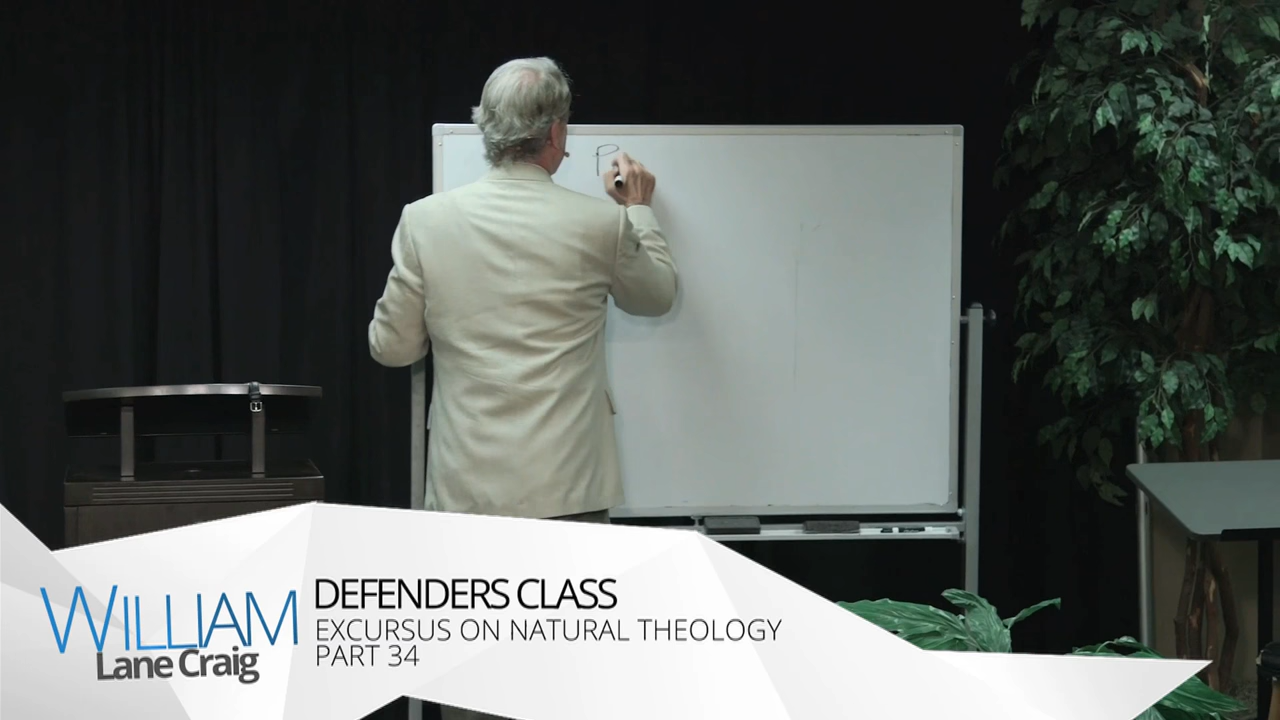 P
WILLIAM
Lane Craig
DEFENDERS CLASS
EXCURSUS ON NATURAL THEOLOGY
PART 34